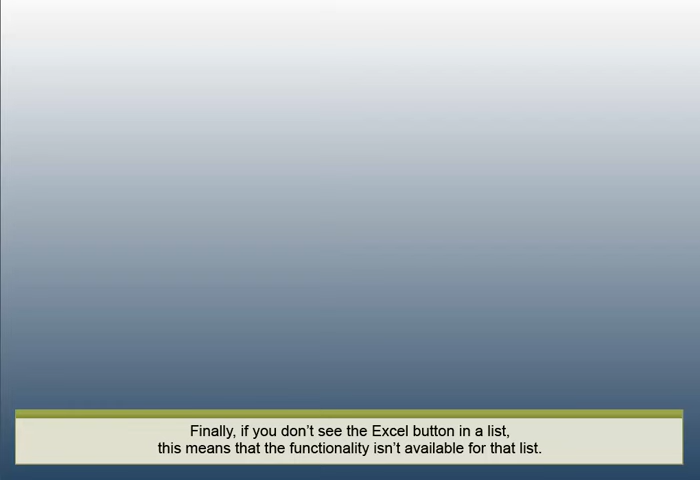 Finally, if you don’t see the Excel button in a list,
this means that the functionality isn’t available for that list.